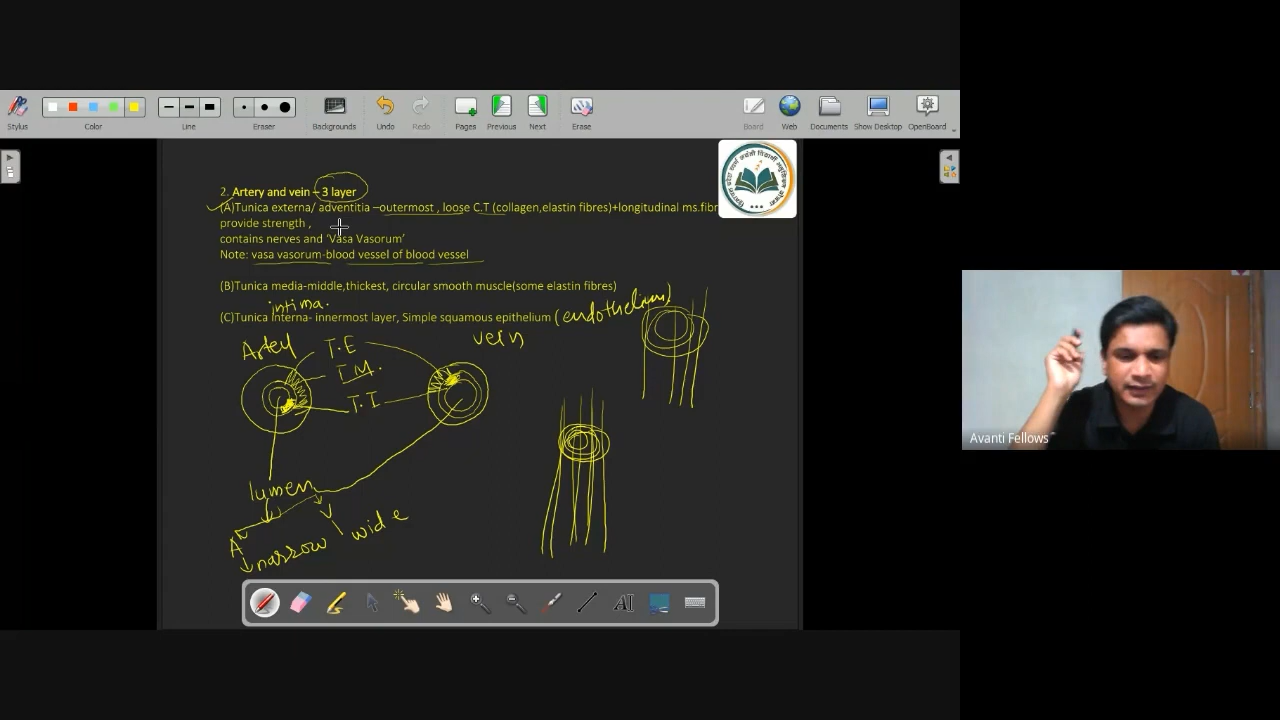 Stylus
Color
Line
Eraser
Backgrounds
Undo
Redo
Pages
Previous
Next
Erase
Board
Web
Documents
Show Desktop
OpenBoard
2. Artery and vein – 3 layer
(A)Tunica externa/ adventitia –outermost , loose C.T (collagen,elastin fibres)+longitudinal ms.fibr
provide strength ,
contains nerves and ‘Vasa Vasorum’
Note: vasa vasorum-blood vessel of blood vessel
(B)Tunica media-middle,thickest, circular smooth muscle(some elastin fibres)
intima.
(C)Tunica interna- innermost layer, Simple squamous epithelium (endothelium)
Artery
T.E
vein
T.M.
T.I
lumen
A
V
narrow
wide
AI
Avanti Fellows